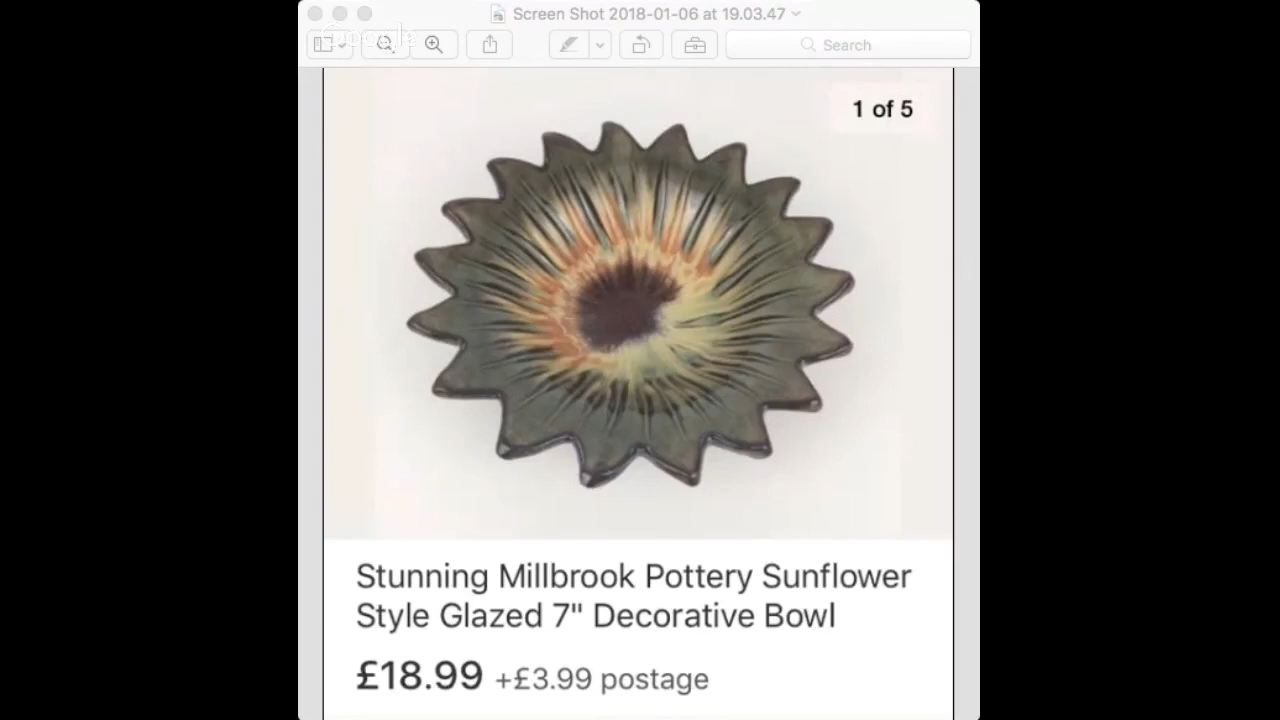 Screen Shot 2018-01-06 at 19.03.47
Search
1 of 5
Stunning Millbrook Pottery Sunflower
Style Glazed 7" Decorative Bowl
£18.99 +£3.99 postage